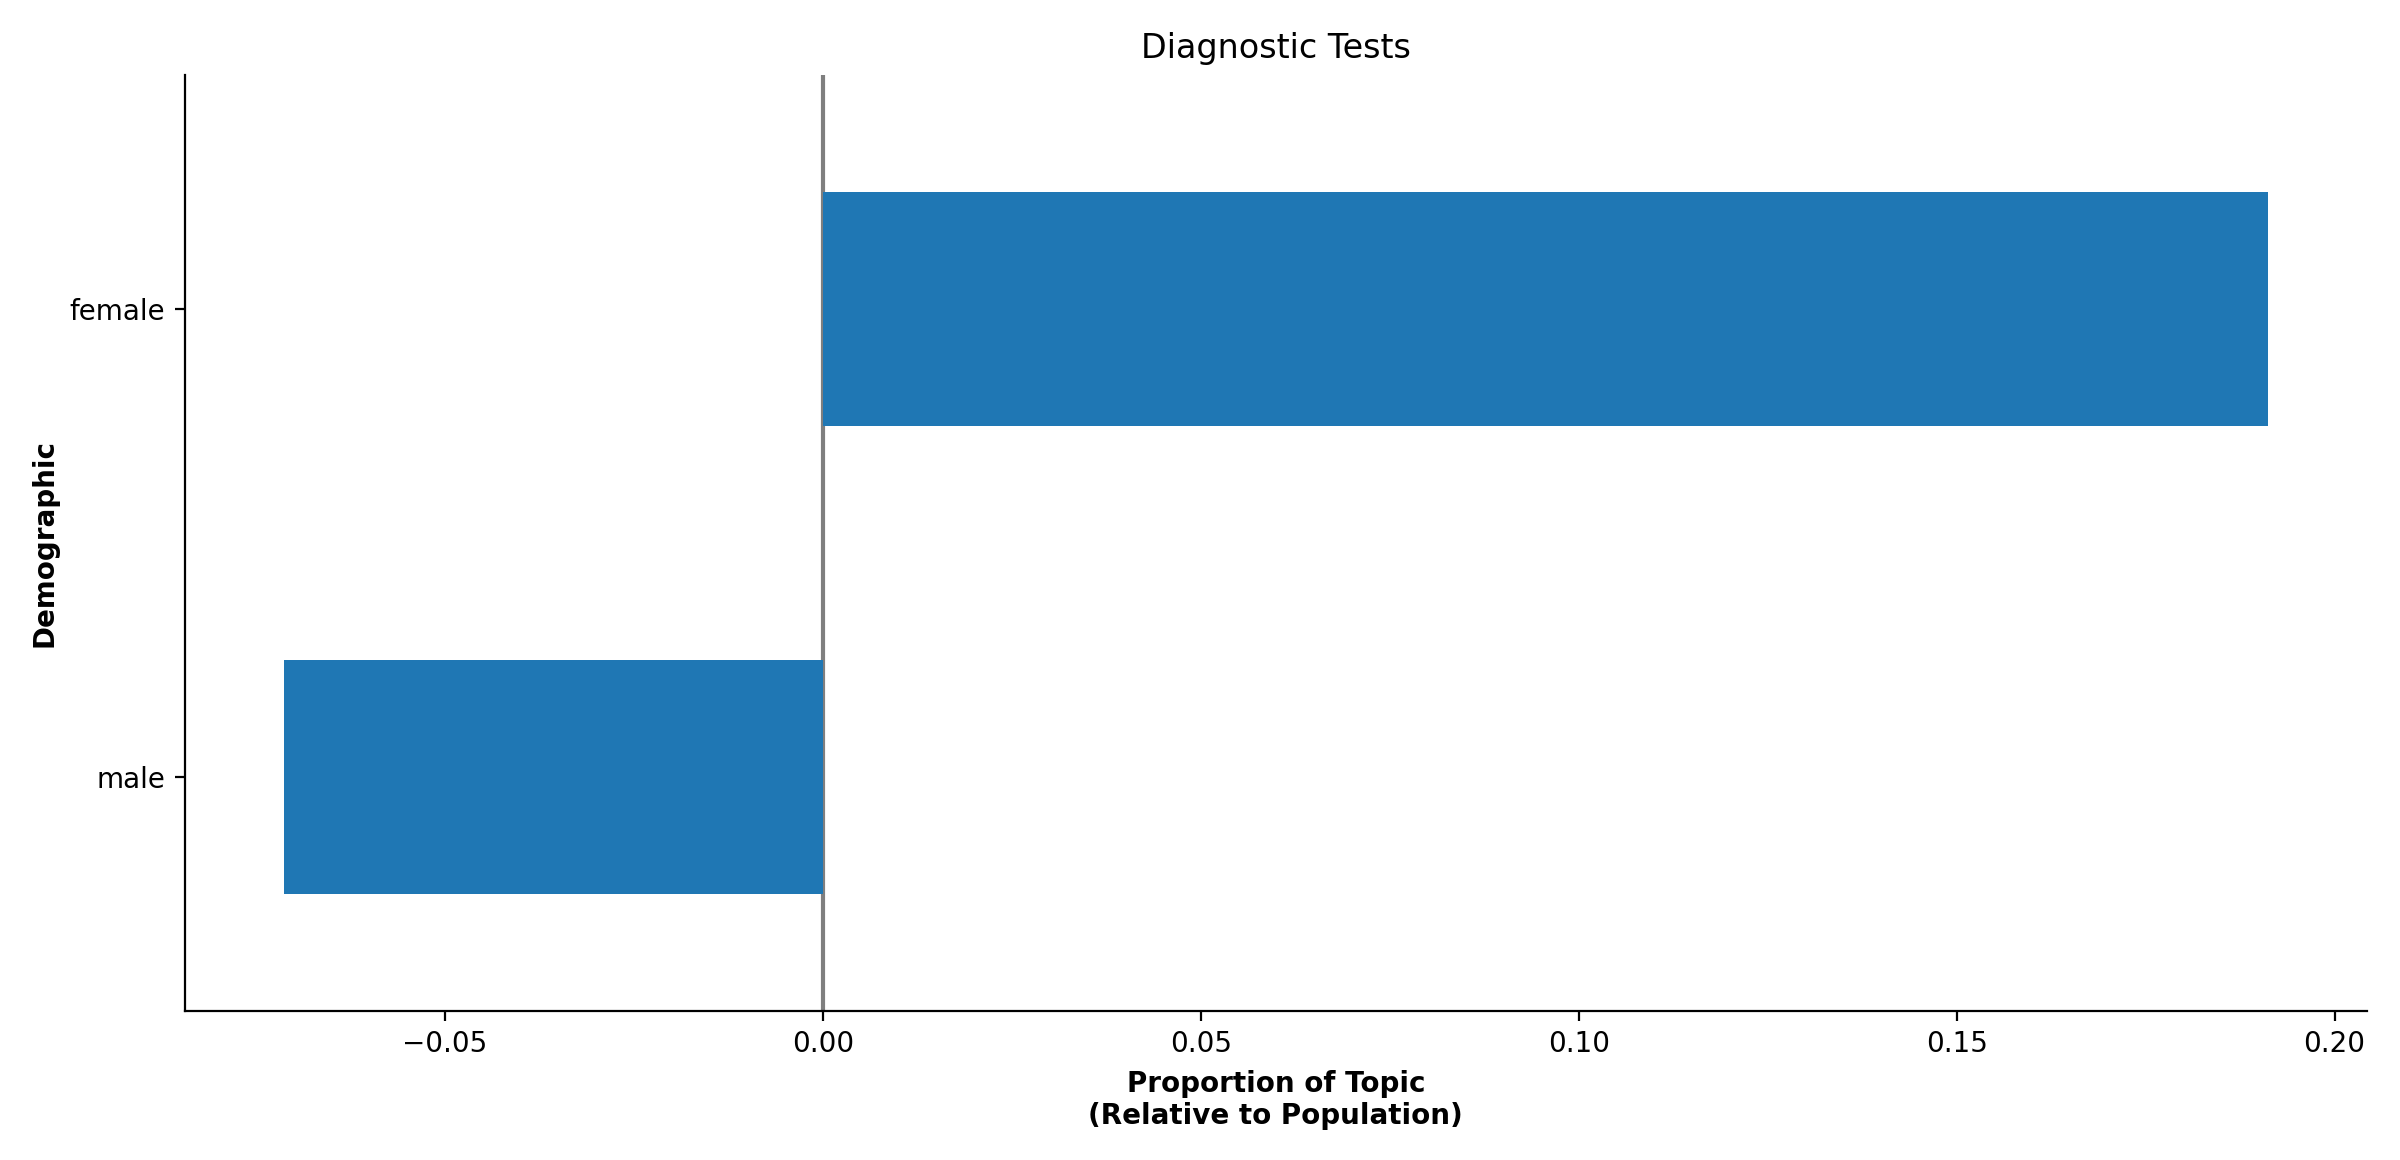 Diagnostic Tests
female
male
Demographic
−0.05
0.00
0.05
0.10
0.15
0.20
Proportion of Topic
(Relative to Population)